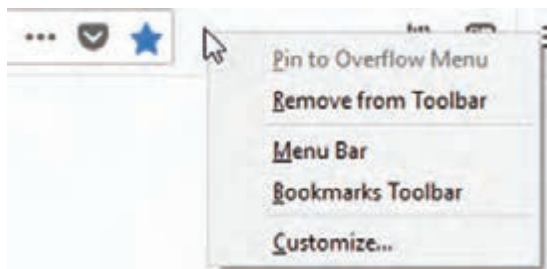 Pin to Overflow Menu
Remove from Toolbar
Menu Bar
Bookmarks Toolbar
Customize...